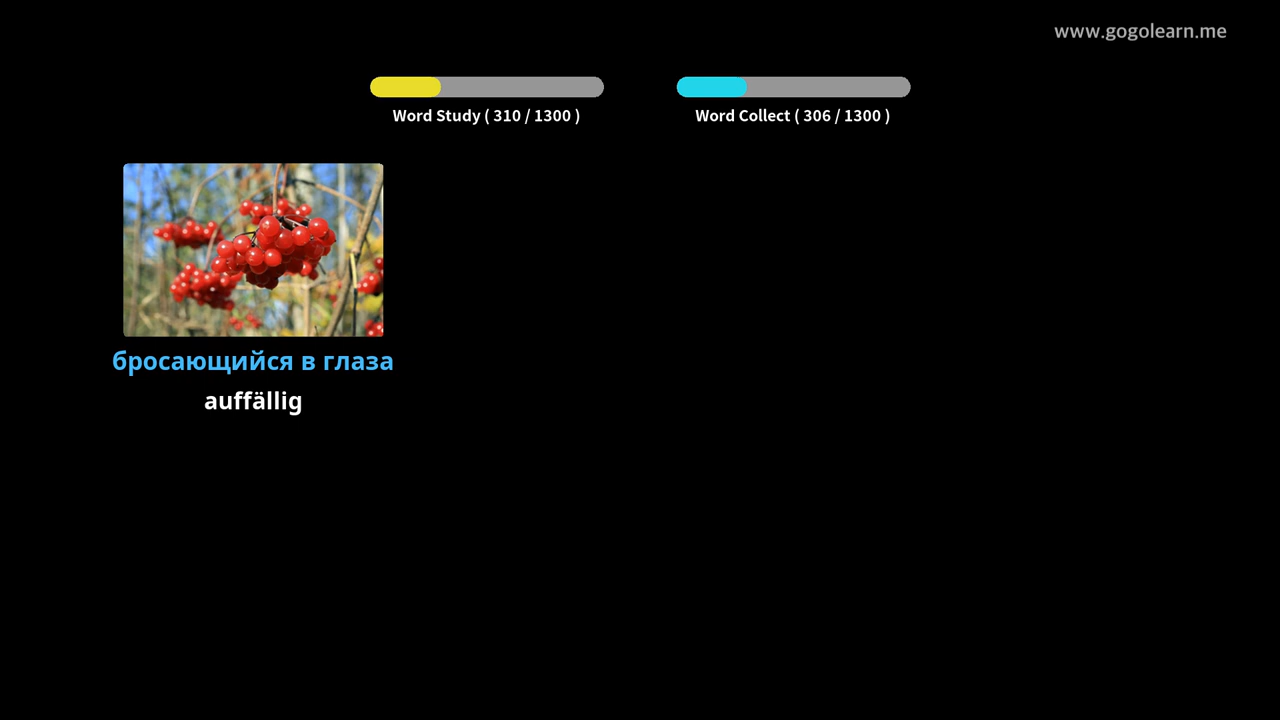 www.gogolearn.me
Word Study ( 310 / 1300 )
Word Collect ( 306 / 1300 )
бросающийся в глаза
auffällig